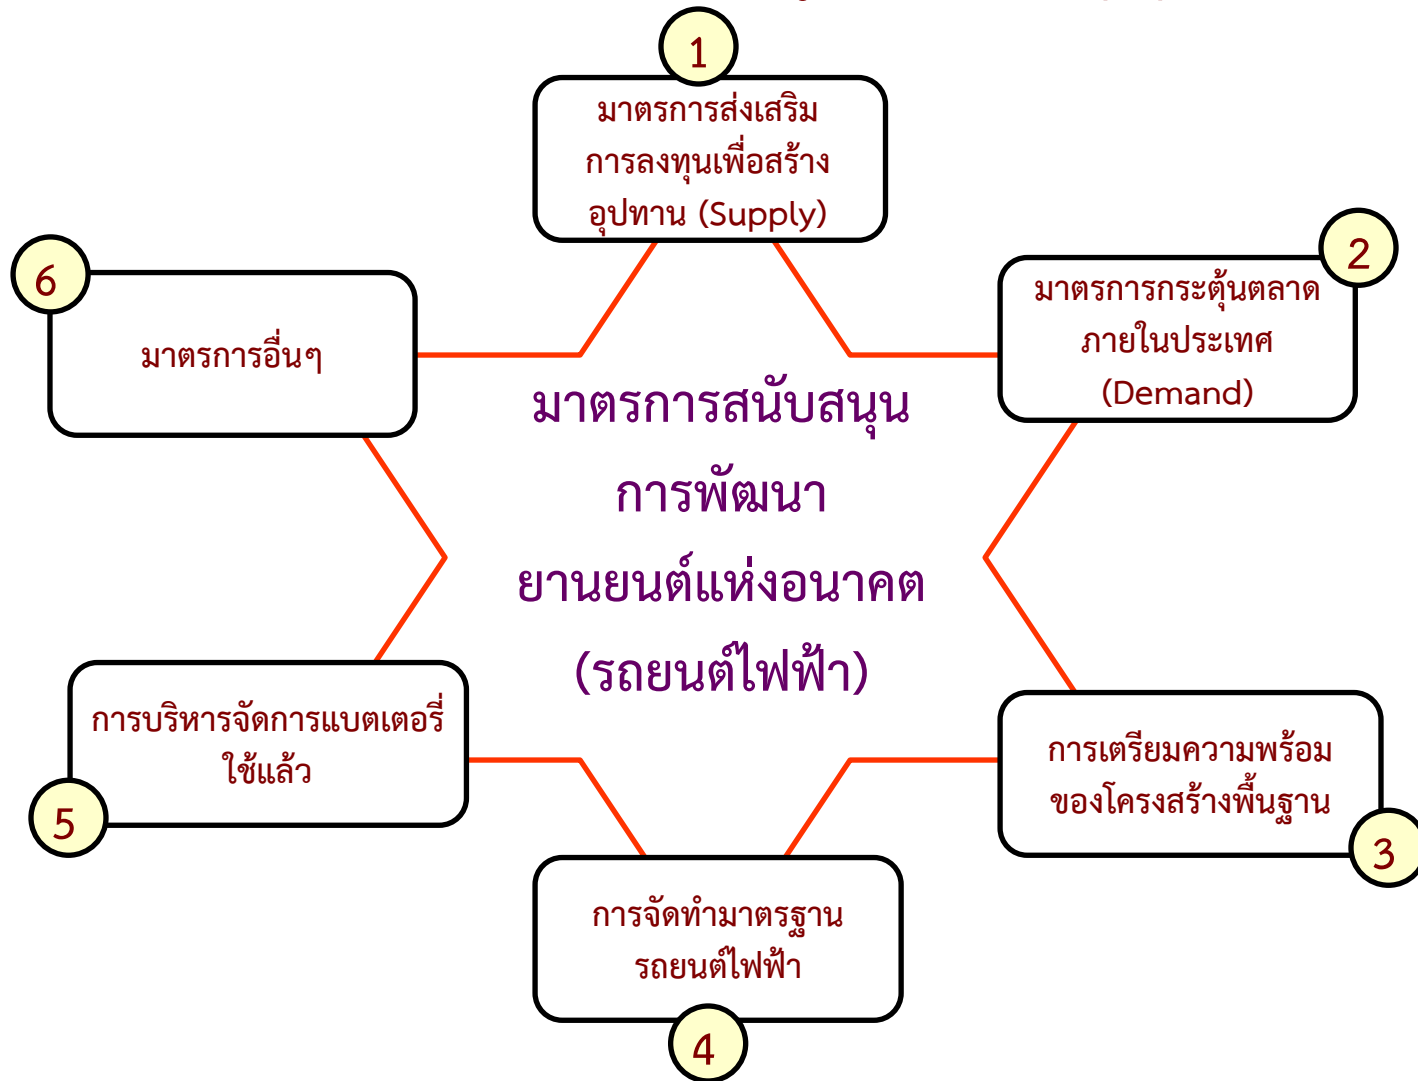 1
มาตรการส่งเสริม
การลงทุนเพื่อสร้าง
อุปทาน (Supply)
2
มาตรการกระตุ้นตลาด
ภายในประเทศ
(Demand)
6
มาตรการอื่นๆ
มาตรการสนับสนุน
การพัฒนา
ยานยนต์แห่งอนาคต
(รถยนต์ไฟฟ้า)
การบริหารจัดการแบตเตอรี่
ใช้แล้ว
5
การเตรียมความพร้อม
ของโครงสร้างพื้นฐาน
3
การจัดทำมาตรฐาน
รถยนต์ไฟฟ้า
4